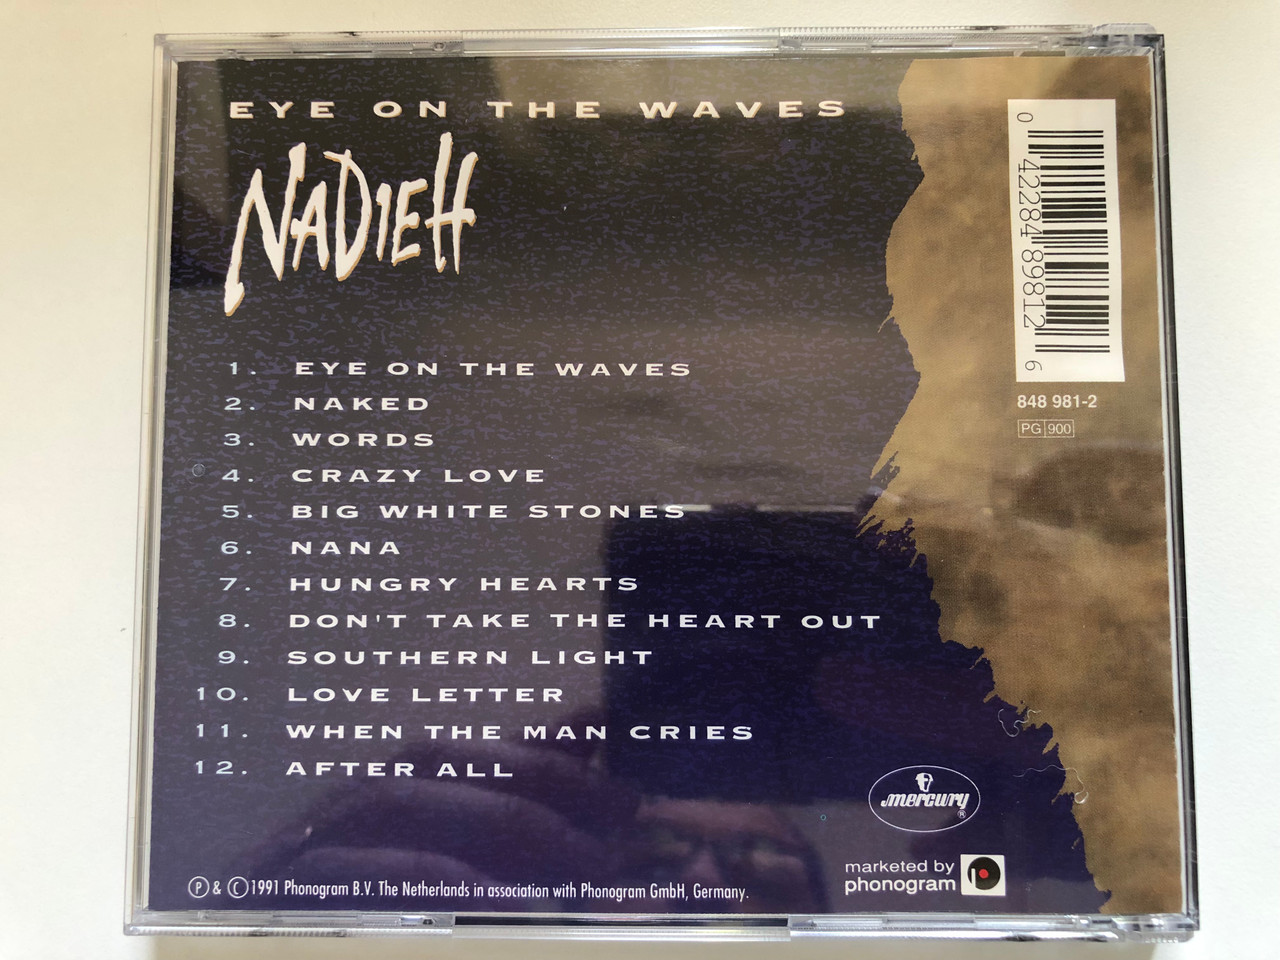 EYE ON THE WAVES
NADIEH
1. EYE ON THE WAVES
2. NAKED
3. WORDS
4. CRAZY LOVE
5. BIG WHITE STONES
6. NANA
7. HUNGRY HEARTS
8. DON'T TAKE THE HEART OUT
9. SOUTHERN LIGHT
10. LOVE LETTER
11. WHEN THE MAN CRIES
12. AFTER ALL
0 42284 89812 6
848 981-2
PG 900
mercury ®
marketed by
phonogram
Ⓟ & Ⓒ 1991 Phonogram B.V. The Netherlands in association with Phonogram GmbH, Germany.